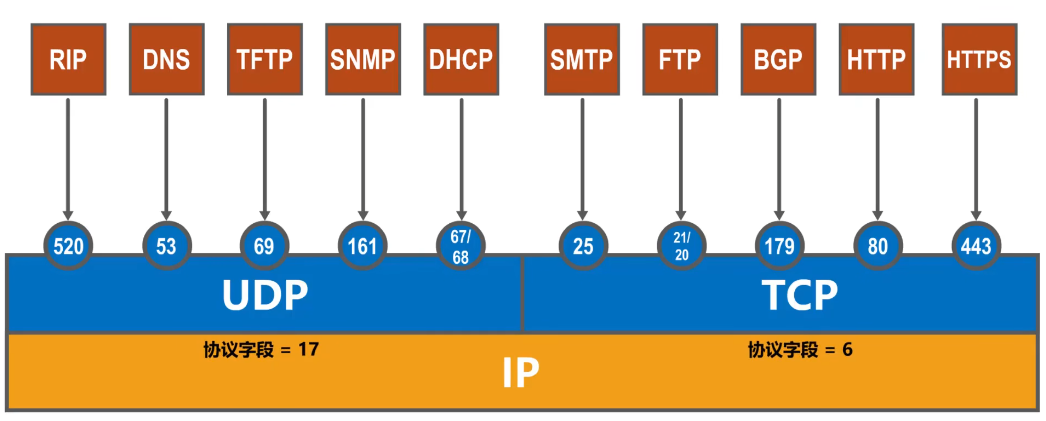 RIP DNS TFTP SNMP DHCP SMTP FTP BGP HTTP HTTPS
520 53 69 161 67/ 68 25 21/ 20 179 80 443
UDP TCP
协议字段 = 17 协议字段 = 6
IP